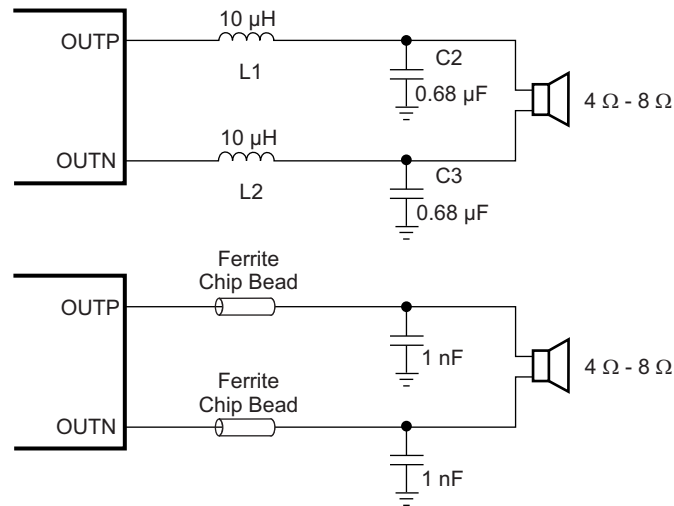 10 µH
OUTP
L1
C2
0.68 µF
4 Ω - 8 Ω
10 µH
OUTN
L2
C3
0.68 µF
Ferrite
Chip Bead
OUTP
1 nF
4 Ω - 8 Ω
Ferrite
Chip Bead
OUTN
1 nF